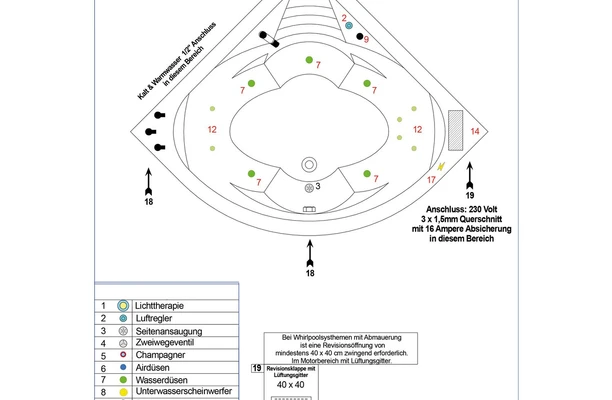 Kalt & Warmwasser 1/2" Anschluss
in diesem Bereich
2
9
7
7
7
12
12
14
17
7
7
3
18
19
18
Anschluss: 230 Volt
3 x 1,5mm Querschnitt
mit 16 Ampere Absicherung
in diesem Bereich
1 Lichttherapie
2 Luftregler
3 Seitenansaugung
4 Zweiwegeventil
5 Champagner
6 Airdüsen
7 Wasserdüsen
8 Unterwasserscheinwerfer
Bei Whirlpoolsysthemen mit Abmauerung
ist eine Revisionsöffnung von
mindestens 40 x 40 cm zwingend erforderlich.
Im Motorbereich mit Lüftungsgitter.
19 Revisionsklappe mit
Lüftungsgitter
40 x 40